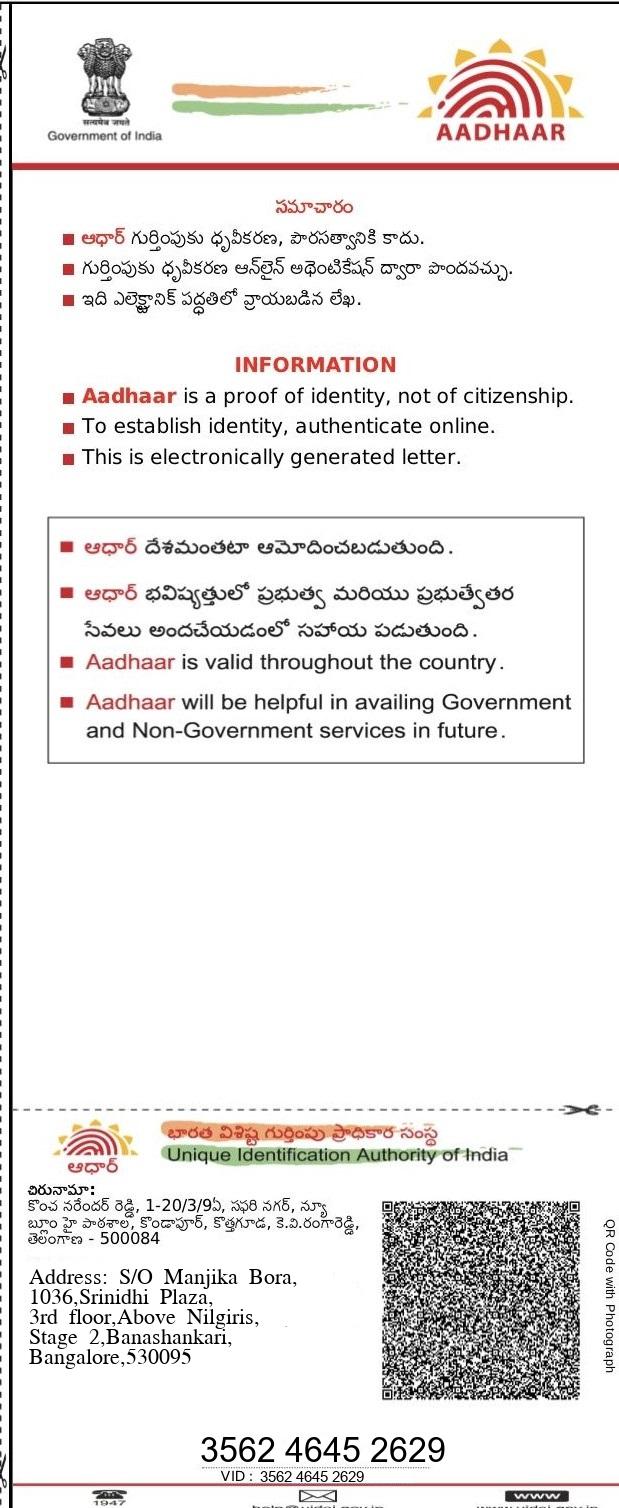 सत्यमेव जयते
Government of India
AADHAAR
సమాచారం
ఆధార్ గుర్తింపుకు ధృవీకరణ, పౌరసత్వానికి కాదు.
గుర్తింపుకు ధృవీకరణ ఆన్‌లైన్ అథెంటికేషన్ ద్వారా పొందవచ్చు.
ఇది ఎలెక్ట్రానిక్ పద్ధతిలో వ్రాయబడిన లేఖ.
INFORMATION
Aadhaar is a proof of identity, not of citizenship.
To establish identity, authenticate online.
This is electronically generated letter.
ఆధార్ దేశమంతటా ఆమోదించబడుతుంది.
ఆధార్ భవిష్యత్తులో ప్రభుత్వ మరియు ప్రభుత్వేతర
సేవలు అందచేయడంలో సహాయ పడుతుంది.
Aadhaar is valid throughout the country.
Aadhaar will be helpful in availing Government
and Non-Government services in future.
ఆధార్
భారత విశిష్ట గుర్తింపు ప్రాధికార సంస్థ
Unique Identification Authority of India
చిరునామా:
కొంచ నరేందర్ రెడ్డి, 1-20/3/9ఏ, సఫరి నగర్, న్యూ
బ్లూం హై పాఠశాల, కొండాపూర్, కొత్తగూడ, కె.వి.రంగారెడ్డి,
తెలంగాణ - 500084
Address: S/O Manjika Bora,
1036,Srinidhi Plaza,
3rd floor,Above Nilgiris,
Stage 2,Banashankari,
Bangalore,530095
QR Code with Photograph
3562 4645 2629
VID : 3562 4645 2629
1947
www